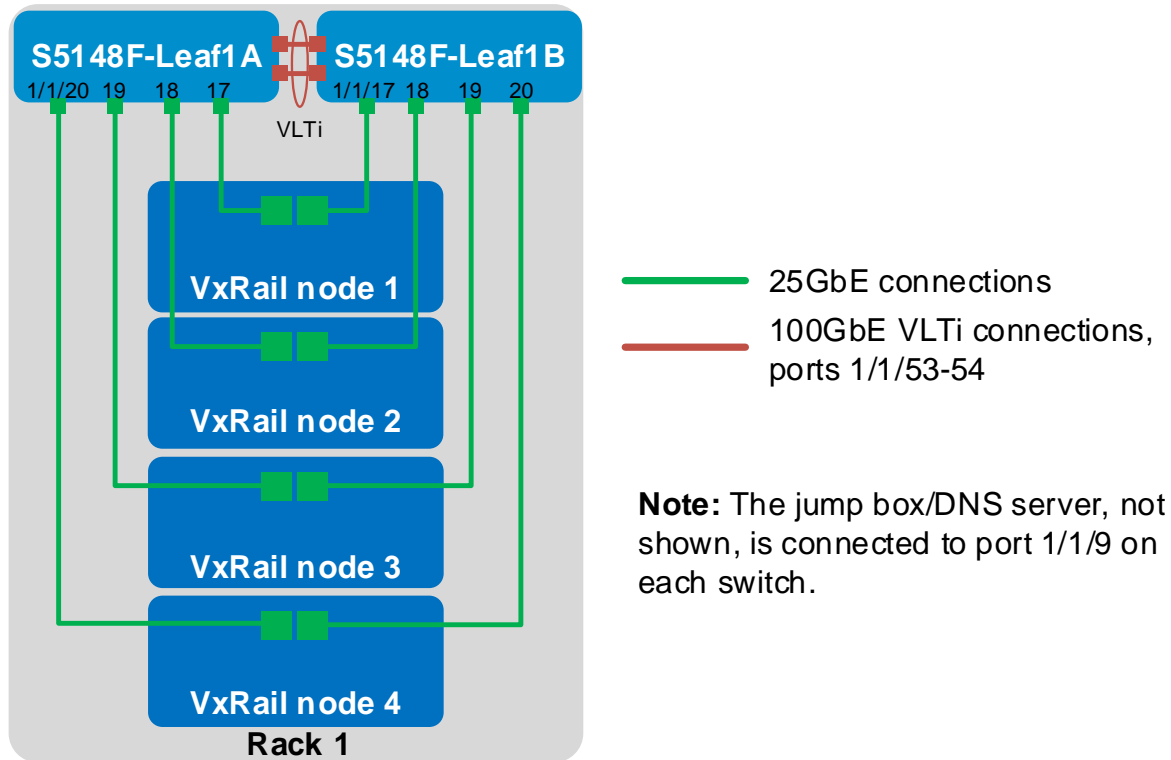 S5148F-Leaf1A
S5148F-Leaf1B
1/1/20 19 18 17
1/1/17 18 19 20
VLTi
VxRail node 1
VxRail node 2
VxRail node 3
VxRail node 4
Rack 1
25GbE connections
100GbE VLTi connections,
ports 1/1/53-54
Note: The jump box/DNS server, not
shown, is connected to port 1/1/9 on
each switch.